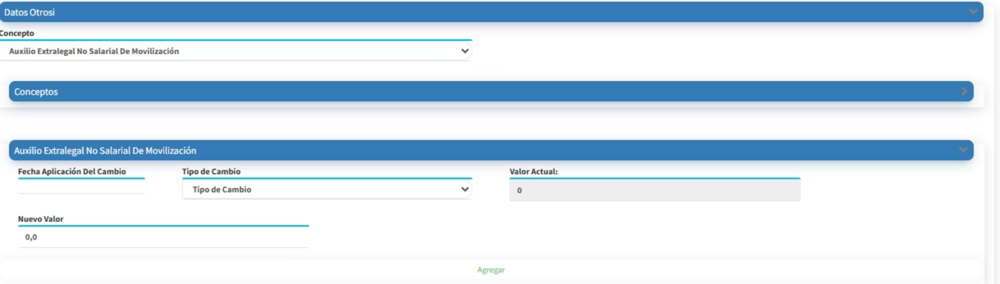 Datos Otrosi
Concepto
Auxilio Extralegal No Salarial De Movilización
Conceptos
Auxilio Extralegal No Salarial De Movilización
Fecha Aplicación Del Cambio Tipo de Cambio Valor Actual:
Tipo de Cambio 0
Nuevo Valor
0,0
Agregar